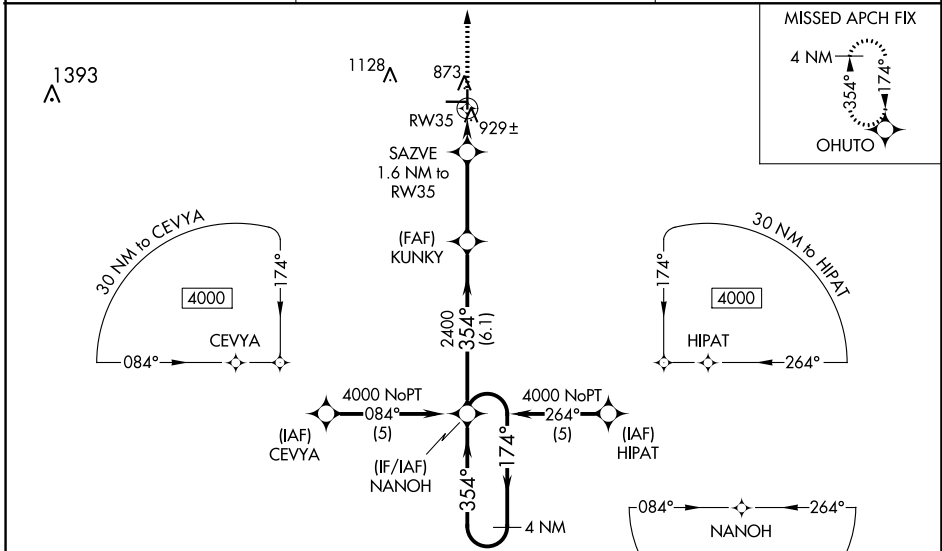 MISSED APCH FIX
4 NM
354°
174°
OHUTO
1393
1128
873
RW35
929±
SAZVE
1.6 NM to
RW35
(FAF)
KUNKY
30 NM to CEVYA
174°
4000
CEVYA
084°
30 NM to HIPAT
174°
4000
HIPAT
264°
2400
354°
(6.1)
4000 NoPT
084°
(5)
(IAF)
CEVYA
4000 NoPT
264°
(5)
(IAF)
HIPAT
(IF/IAF)
NANOH
354°
174°
4 NM
084°
264°
NANOH